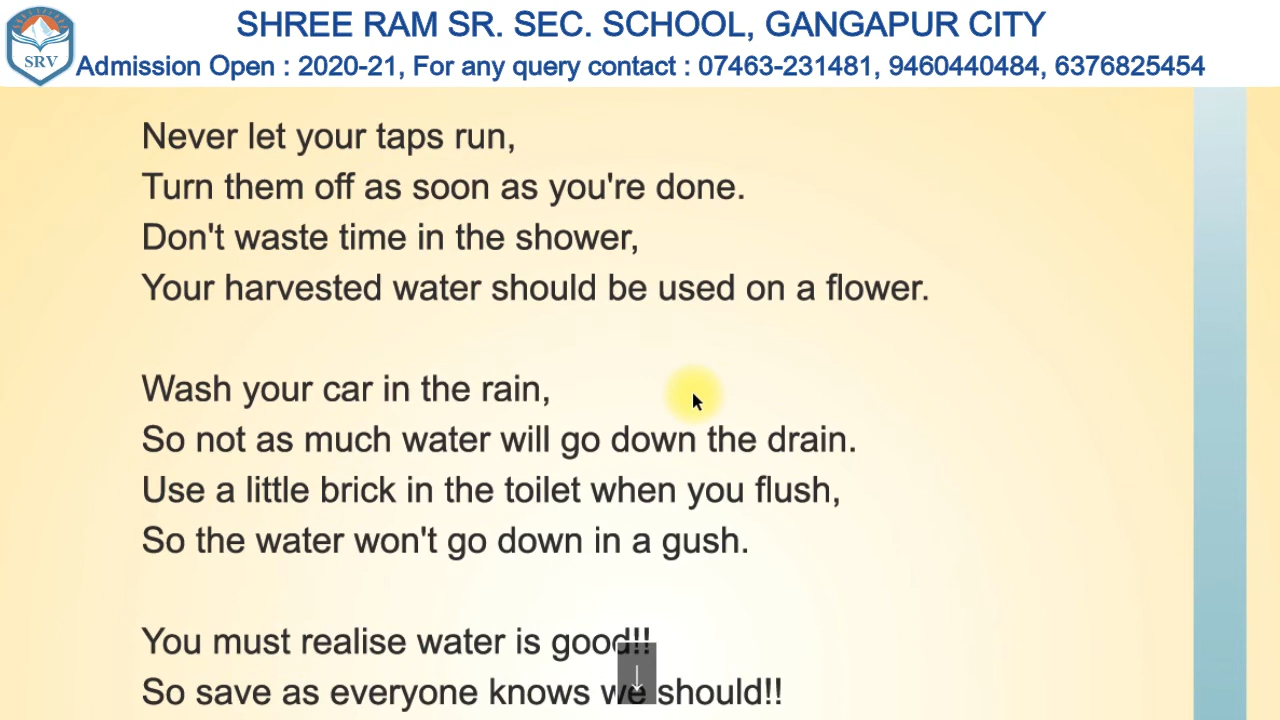 SHREE RAM SR. SEC. SCHOOL, GANGAPUR CITY
SRV
Admission Open : 2020-21, For any query contact : 07463-231481, 9460440484, 6376825454
Never let your taps run,
Turn them off as soon as you're done.
Don't waste time in the shower,
Your harvested water should be used on a flower.
Wash your car in the rain,
So not as much water will go down the drain.
Use a little brick in the toilet when you flush,
So the water won't go down in a gush.
You must realise water is good!!
So save as everyone knows we should!!